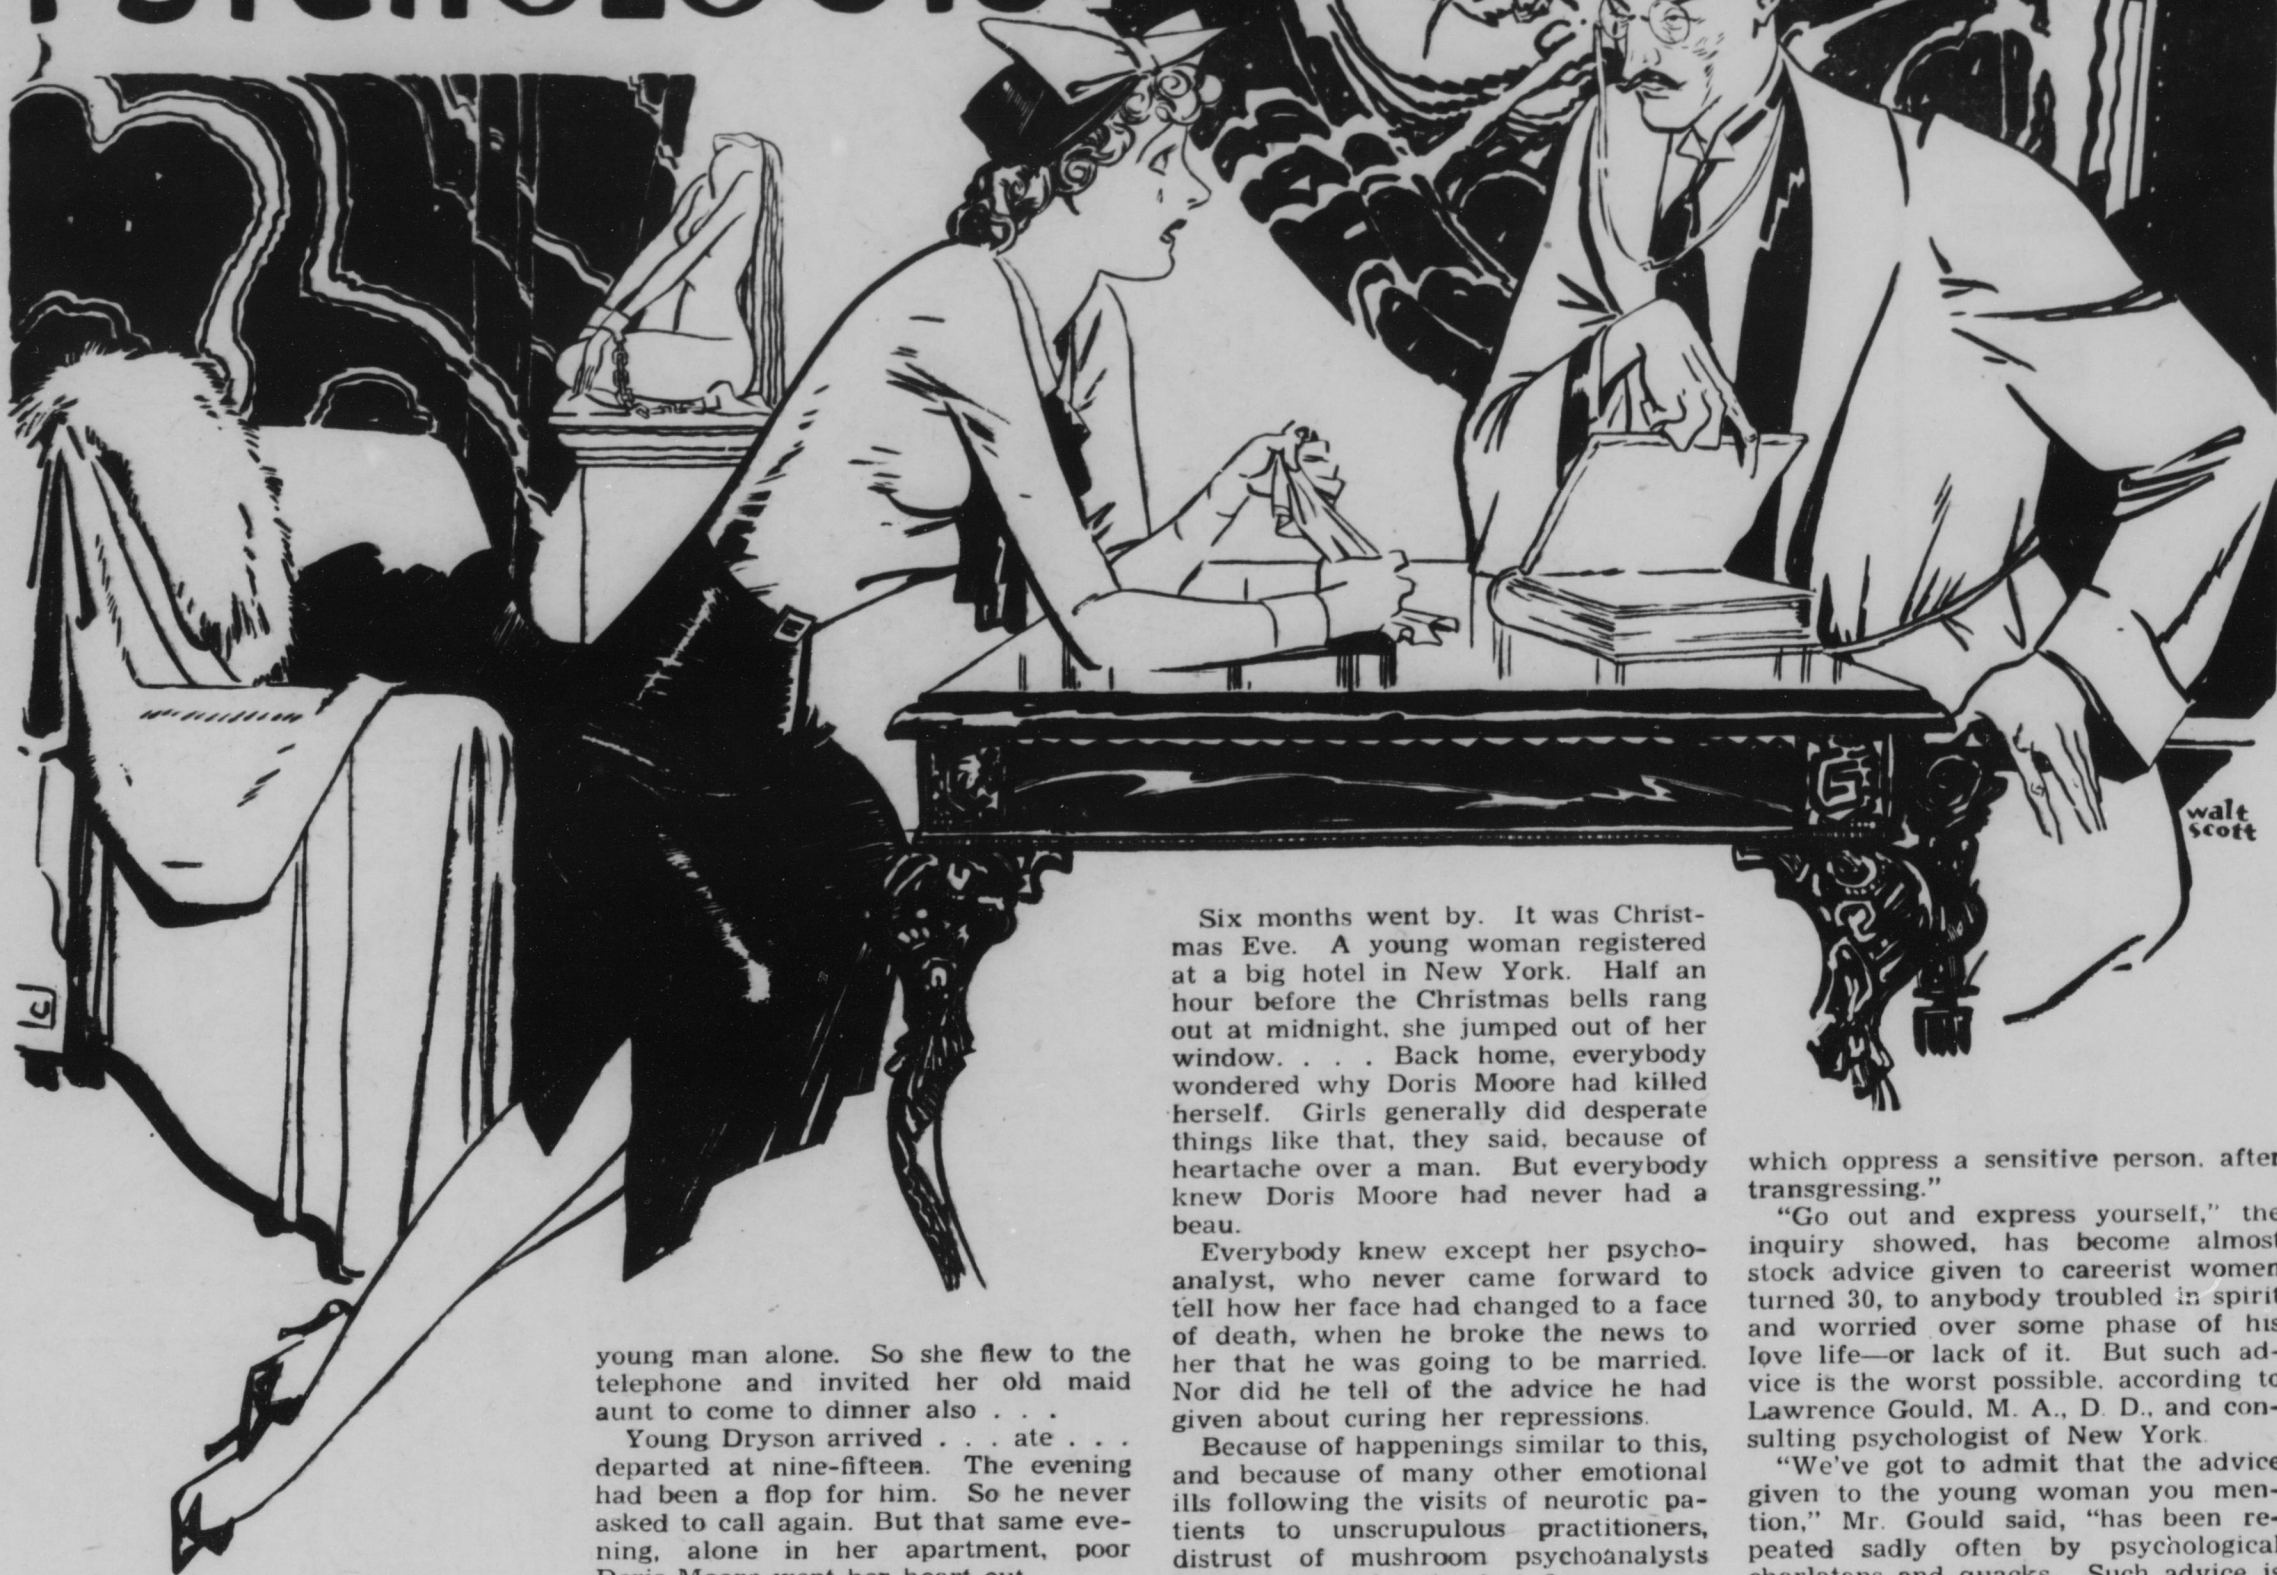 young man alone. So she flew to the
telephone and invited her old maid
aunt to come to dinner also . . .
Young Dryson arrived . . . ate . . .
departed at nine-fifteen. The evening
had been a flop for him. So he never
asked to call again. But that same eve-
ning, alone in her apartment, poor
Six months went by. It was Christ-
mas Eve. A young woman registered
at a big hotel in New York. Half an
hour before the Christmas bells rang
out at midnight, she jumped out of her
window. . . . Back home, everybody
wondered why Doris Moore had killed
herself. Girls generally did desperate
things like that, they said, because of
heartache over a man. But everybody
knew Doris Moore had never had a
beau.
Everybody knew except her psycho-
analyst, who never came forward to
tell how her face had changed to a face
of death, when he broke the news to
her that he was going to be married.
Nor did he tell of the advice he had
given about curing her repressions.
Because of happenings similar to this,
and because of many other emotional
ills following the visits of neurotic pa-
tients to unscrupulous practitioners,
distrust of mushroom psychoanalysts
which oppress a sensitive person, after
transgressing."
"Go out and express yourself," the
inquiry showed, has become almost
stock advice given to careerist women
turned 30, to anybody troubled in spirit
and worried over some phase of his
love life—or lack of it. But such ad-
vice is the worst possible, according to
Lawrence Gould, M. A., D. D., and con-
sulting psychologist of New York.
"We've got to admit that the advice
given to the young woman you men-
tion," Mr. Gould said, "has been re-
peated sadly often by psychological
walt
scott